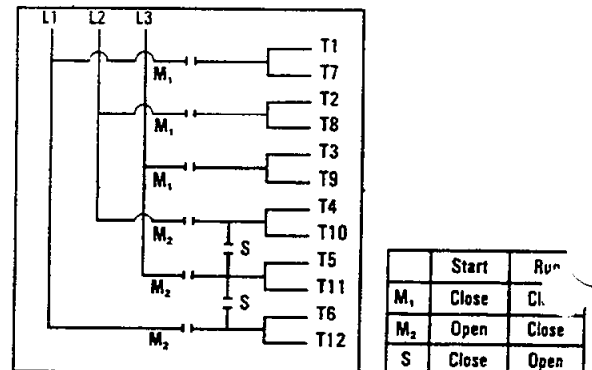 L1 L2 L3
T1
M₁
T7
T2
M₁
T8
T3
M₁
T9
T4
M₂
T10
S
T5
M₂
T11
S
T6
M₂
T12
Start
M₁ Close
M₂ Open Close
S Close Open